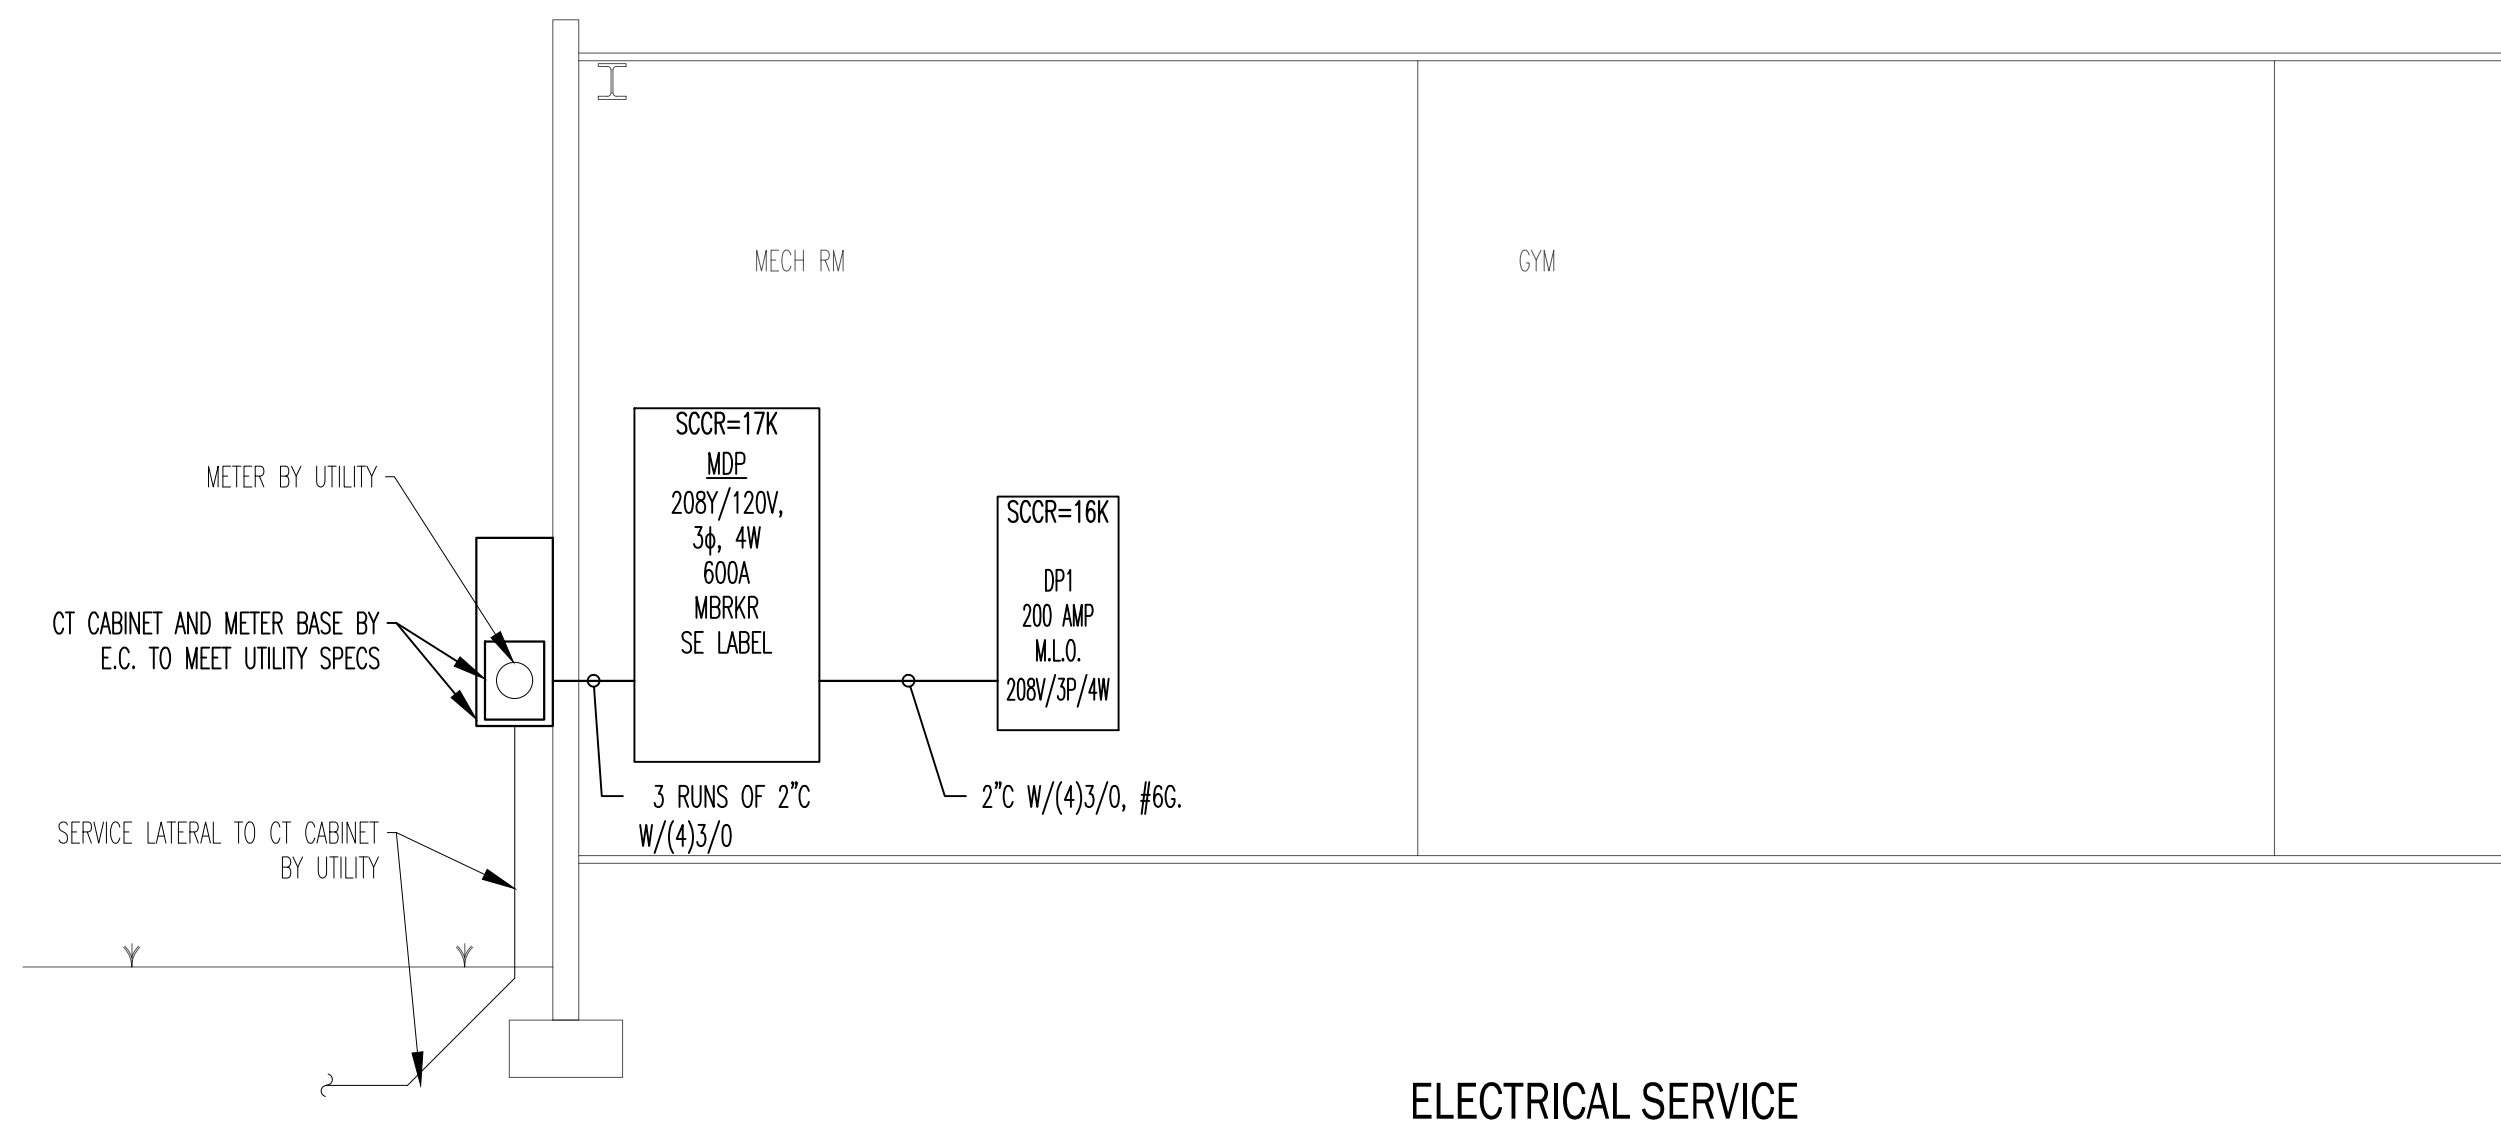 MECH RM
GYM
METER BY UTILITY
CT CABINET AND METER BASE BY
E.C. TO MEET UTILITY SPECS
SERVICE LATERAL TO CT CABINET
BY UTILITY
SCCR=17K
MDP
208Y/120V,
3ϕ, 4W
600A
MBRKR
SE LABEL
SCCR=16K
DP1
200 AMP
M.L.O.
208V/3P/4W
3 RUNS OF 2"C
W/(4)3/0
2"C W/(4)3/0, #6G.
ELECTRICAL SERVICE